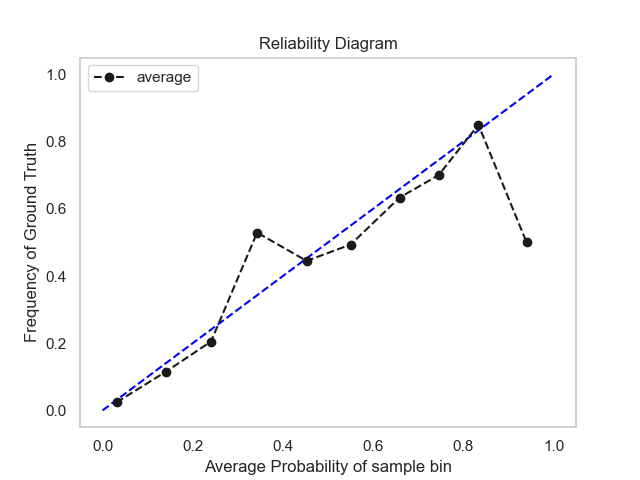 Reliability Diagram
average
Frequency of Ground Truth
1.0
0.8
0.6
0.4
0.2
0.0
0.0 0.2 0.4 0.6 0.8 1.0
Average Probability of sample bin